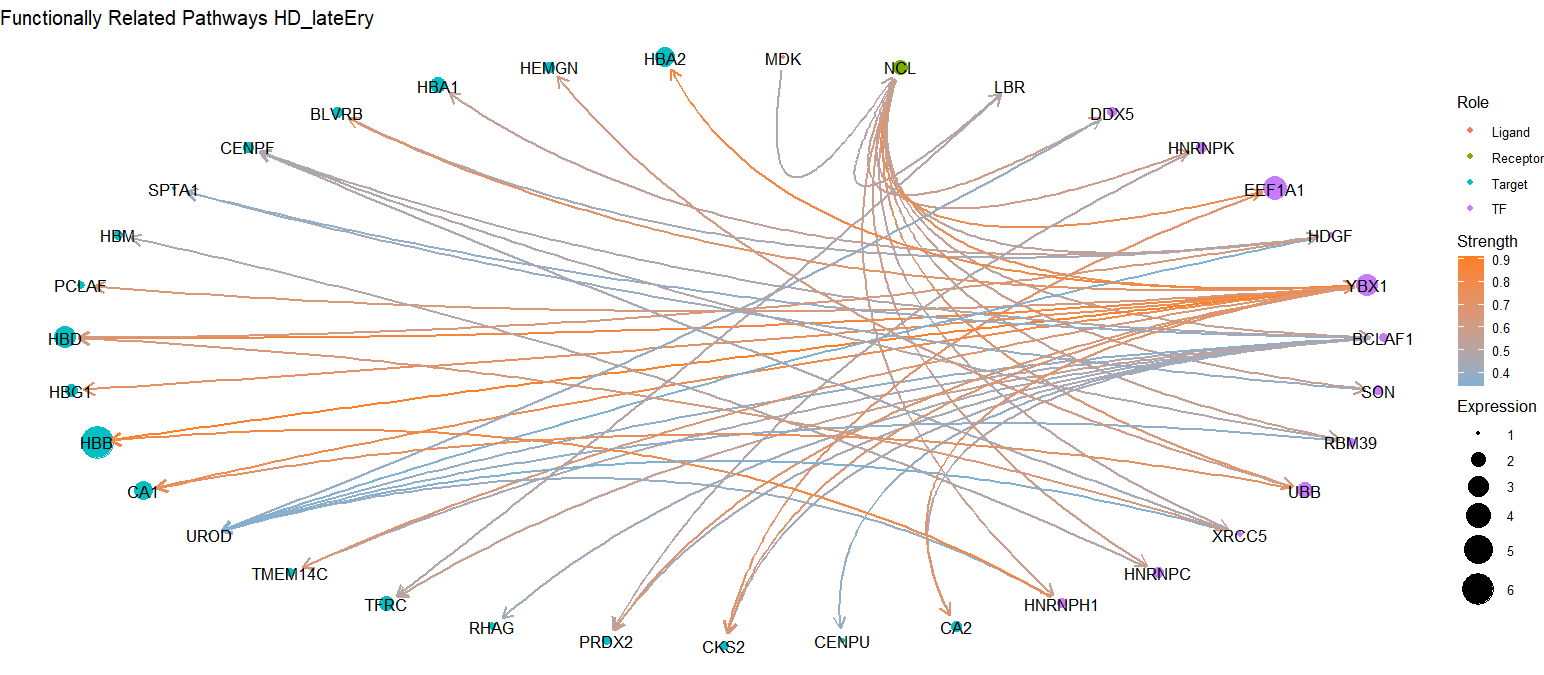 Functionally Related Pathways HD_lateEry
HBA2
MDK
NCL
HEMGN
LBR
HBA1
BLVRB
DDX5
CENPF
HNRNPK
SPTA1
EEF1A1
HBM
HDGF
PCLAF
YBX1
HBD
BCLAF1
HBG1
SON
HBB
RBM39
CA1
UBB
UROD
XRCC5
TMEM14C
HNRNPC
TFRC
HNRNPH1
RHAG
CA2
PRDX2
CENPU
CKS2
Role
Ligand
Receptor
Target
TF
Strength
0.9
0.8
0.7
0.6
0.5
0.4
Expression
1
2
3
4
5
6